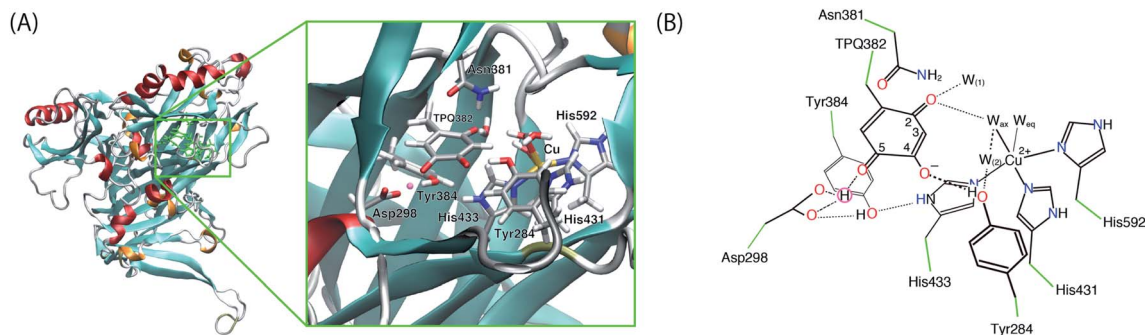 (A)
Asn381
TPQ382
His592
Cu
Tyr384
Asp298
His433
His431
Tyr284
(B)
Asn381
TPQ382
O
NH₂
W(1)
Tyr384
O
2
3
Wax
Weq
5
4
W(2)
Cu²⁺
N
NH
O
O
H
O
−
N
H
N
O
O
H
O
HN
O
NH
His592
Asp298
His433
His431
Tyr284